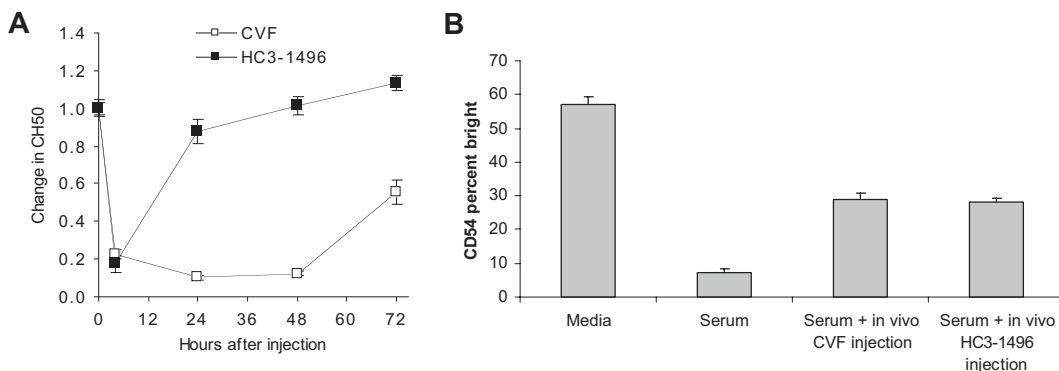 A
CVF
HC3-1496
1.4
1.2
1.0
0.8
0.6
0.4
0.2
0.0
Change in CH50
0 12 24 36 48 60 72
Hours after injection
B
70
60
50
40
30
20
10
0
CD54 percent bright
Media
Serum
Serum + in vivo
CVF injection
Serum + in vivo
HC3-1496
injection